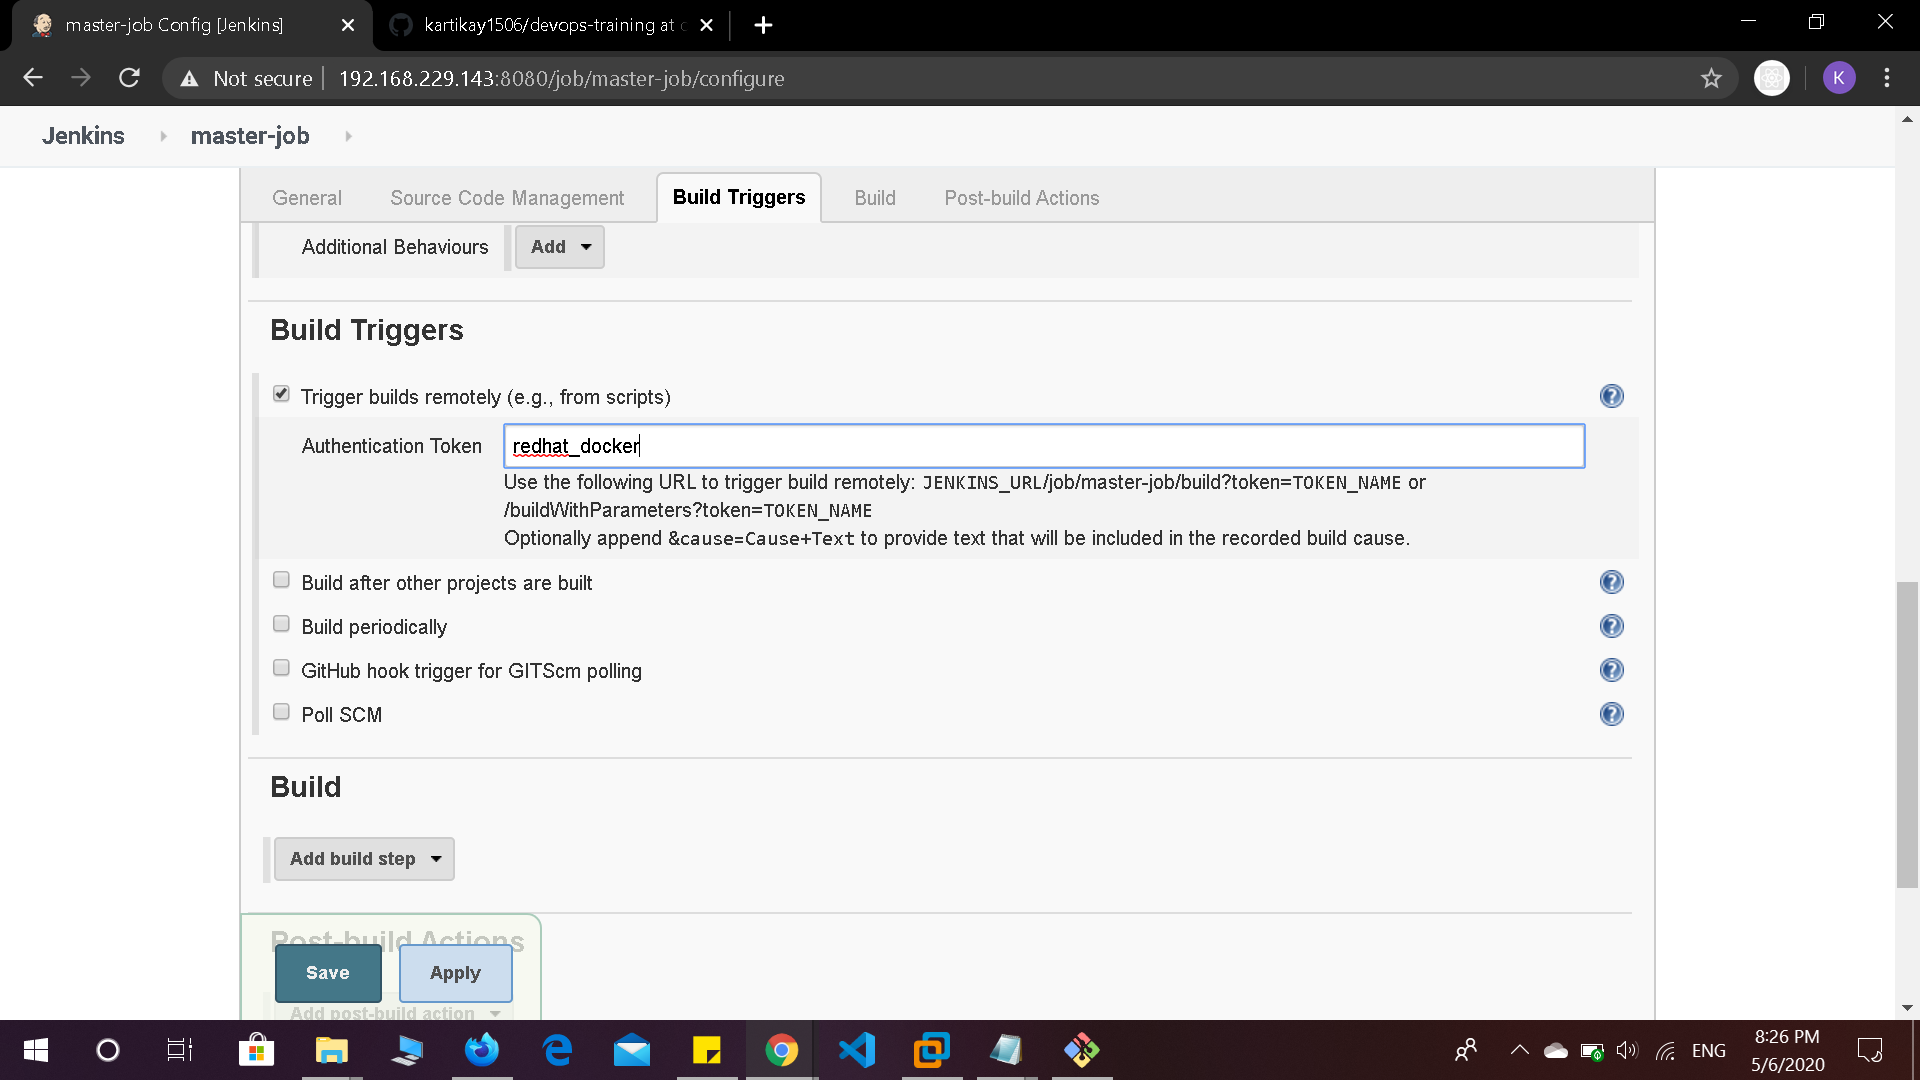 master-job Config [Jenkins]
kartikay1506/devops-training at c
Not secure
192.168.229.143:8080/job/master-job/configure
K
Jenkins
master-job
General
Source Code Management
Build Triggers
Build
Post-build Actions
Additional Behaviours
Add
Build Triggers
Trigger builds remotely (e.g., from scripts)
Authentication Token
redhat_docker
Use the following URL to trigger build remotely: JENKINS_URL/job/master-job/build?token=TOKEN_NAME or
/buildWithParameters?token=TOKEN_NAME
Optionally append &cause=Cause+Text to provide text that will be included in the recorded build cause.
Build after other projects are built
Build periodically
GitHub hook trigger for GITScm polling
Poll SCM
Build
Add build step
Post-build Actions
Save
Apply
Add post-build action
ENG
8:26 PM
5/6/2020